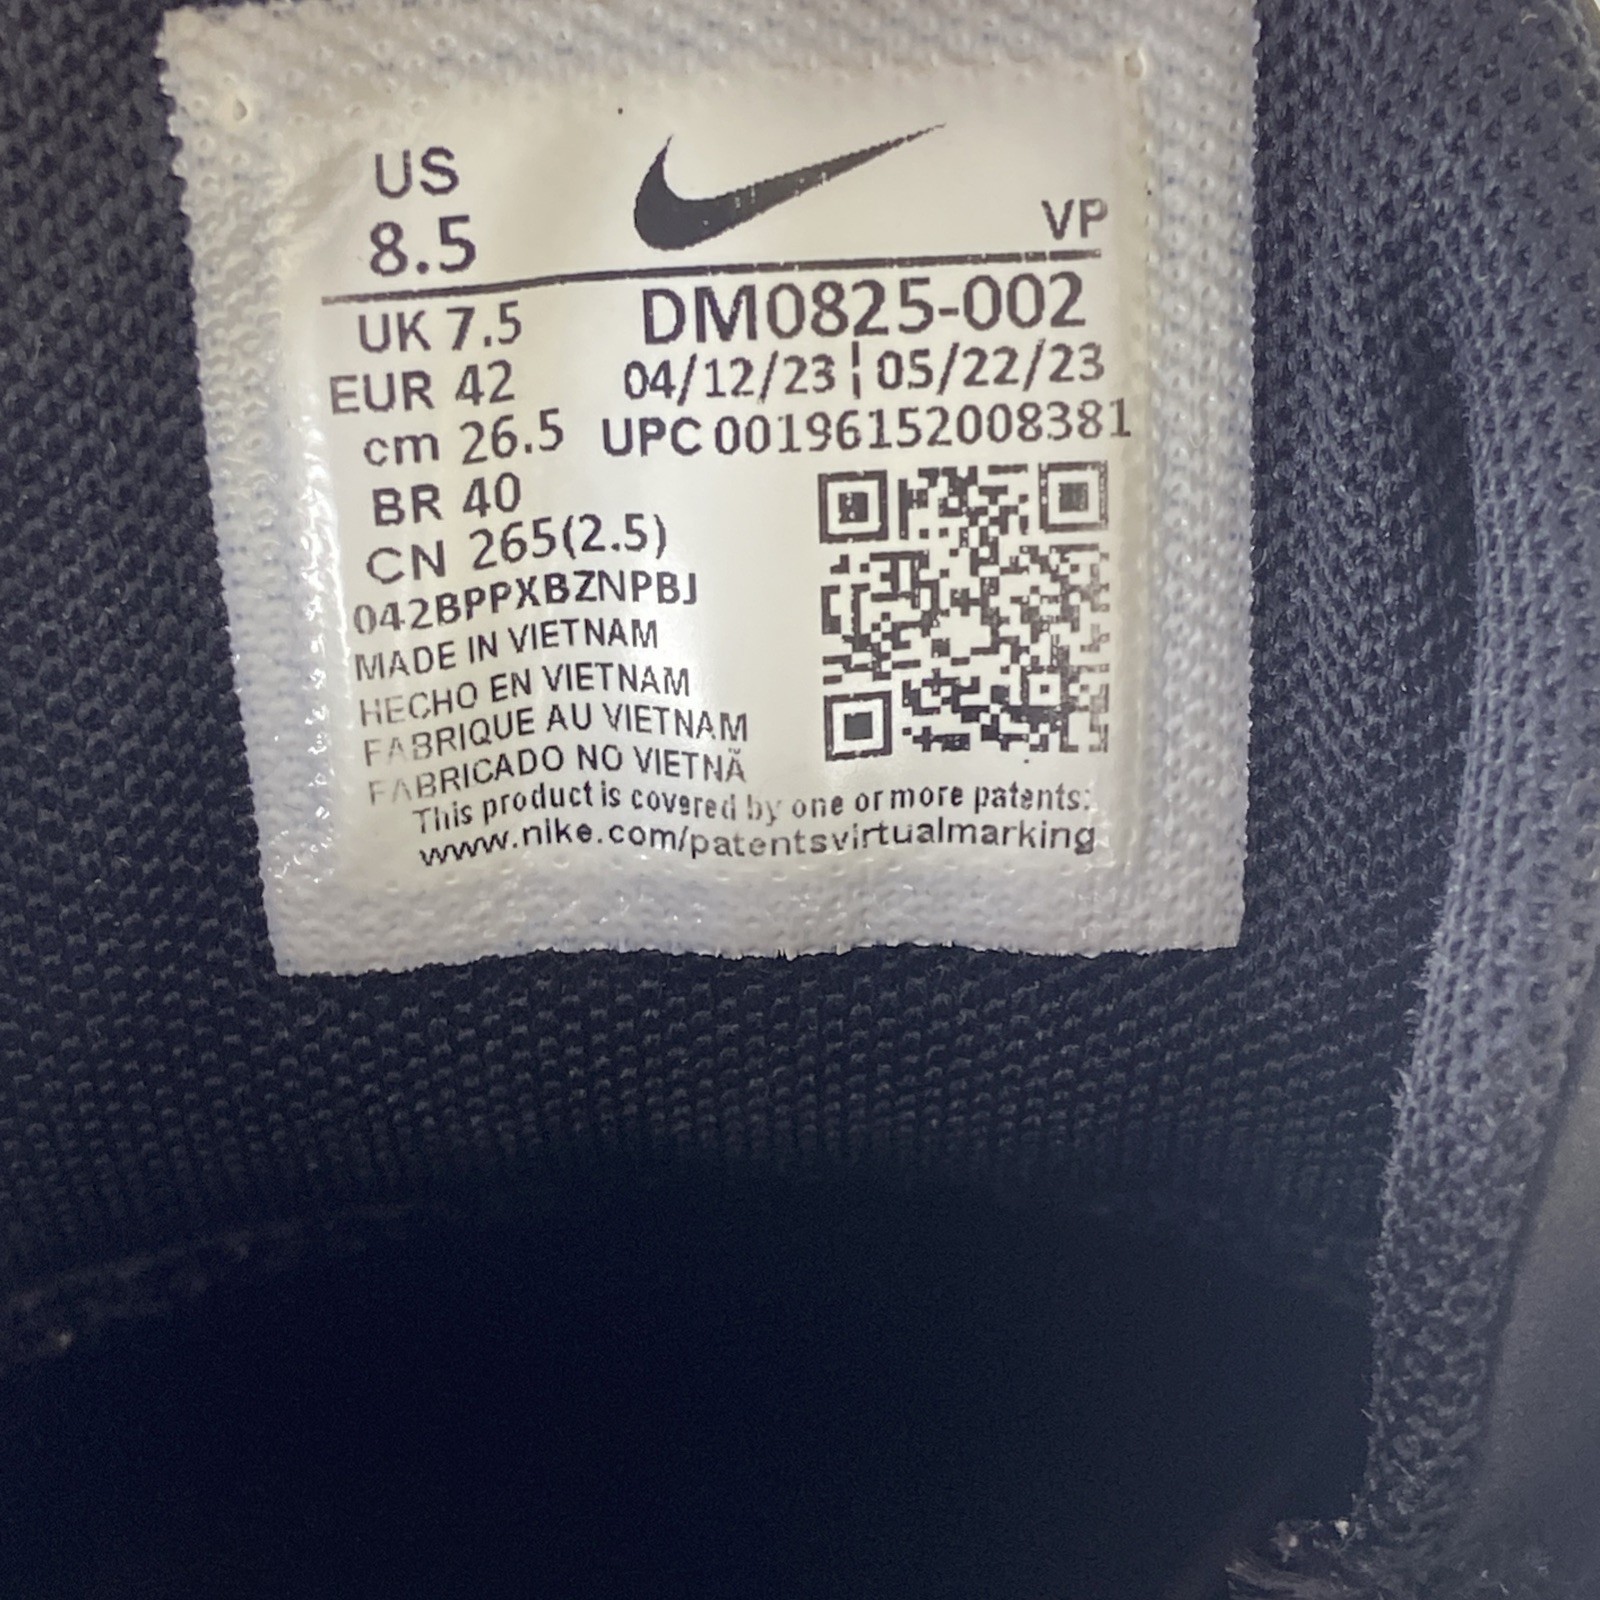 US
8.5
VP
UK 7.5
EUR 42
cm 26.5
BR 40
CN 265(2.5)
DM0825-002
04/12/23 ¦ 05/22/23
UPC 00196152008381
042BPPXBZNPBJ
MADE IN VIETNAM
HECHO EN VIETNAM
FABRIQUE AU VIETNAM
FABRICADO NO VIETNÃ
This product is covered by one or more patents:
www.nike.com/patentsvirtualmarking